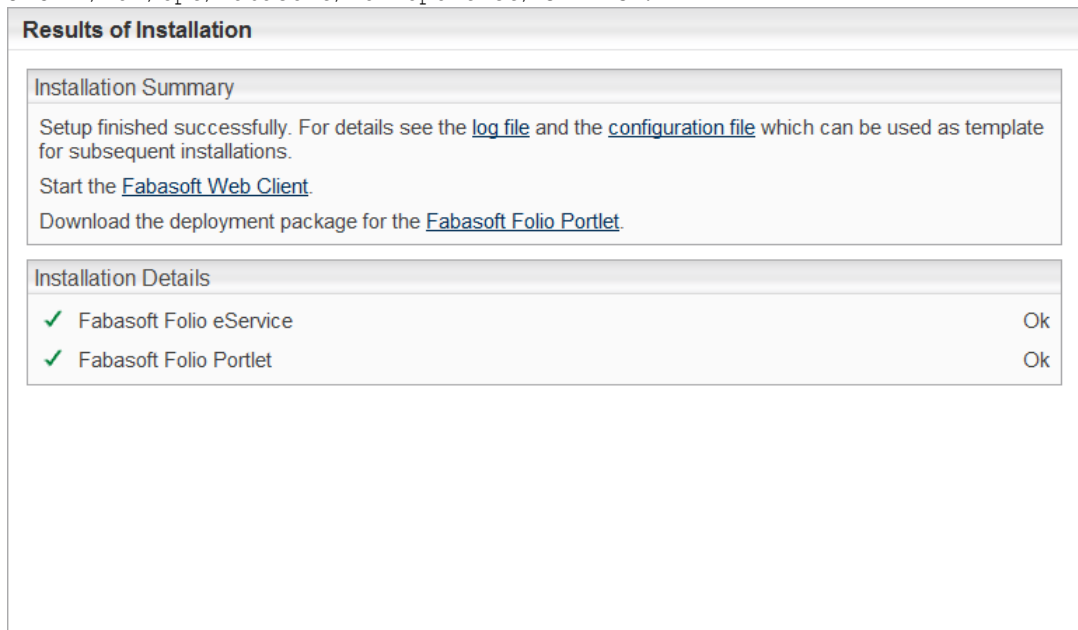 Results of Installation
Installation Summary
Setup finished successfully. For details see the log file and the configuration file which can be used as template
for subsequent installations.
Start the Fabasoft Web Client.
Download the deployment package for the Fabasoft Folio Portlet.
Installation Details
Fabasoft Folio eService Ok
Fabasoft Folio Portlet Ok